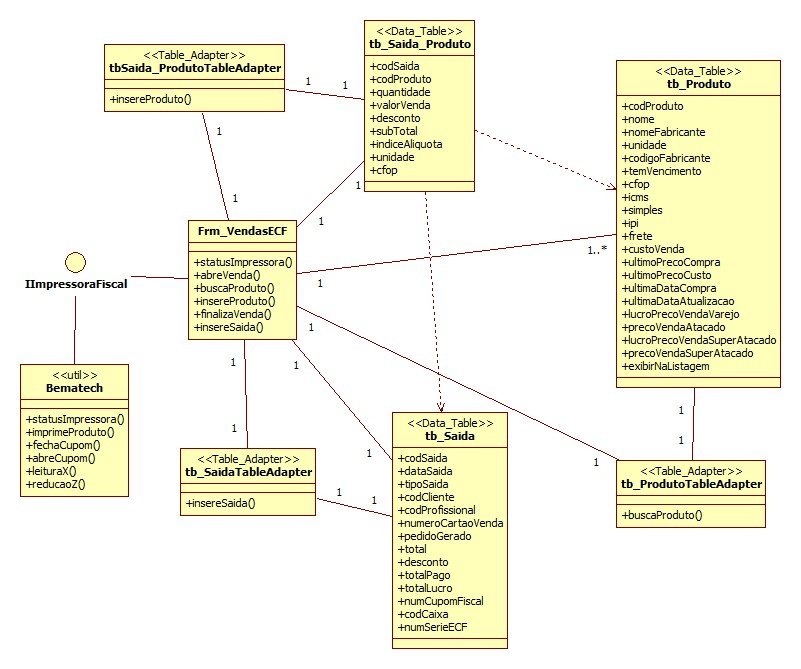 <<Table_Adapter>>
tbSaida_ProdutoTableAdapter
+insereProduto()
1
1
<<Data_Table>>
tb_Saida_Produto
+codSaida
+codProduto
+quantidade
+valorVenda
+desconto
+subTotal
+indiceAliquota
+unidade
+cfop
<<Data_Table>>
tb_Produto
+codProduto
+nome
+nomeFabricante
+unidade
+codigoFabricante
+temVencimento
+cfop
+icms
+simples
+ipi
+frete
+custoVenda
+ultimoPrecoCompra
+ultimoPrecoCusto
+ultimaDataCompra
+ultimaDataAtualizacao
+lucroPrecoVendaVarejo
+precoVendaAtacado
+lucroPrecoVendaSuperAtacado
+precoVendaSuperAtacado
+exibirNaListagem
1
1
1
1
Frm_VendasECF
+statusImpressora()
+abreVenda()
+buscaProduto()
+insereProduto()
+finalizaVenda()
+insereSaida()
1..*
1
1
IImpressoraFiscal
<<util>>
Bematech
+statusImpressora()
+imprimeProduto()
+fechaCupom()
+abreCupom()
+leituraX()
+reducaoZ()
1
1
1
1
<<Table_Adapter>>
tb_SaidaTableAdapter
+insereSaida()
1
1
<<Data_Table>>
tb_Saida
+codSaida
+dataSaida
+tipoSaida
+codCliente
+codProfissional
+numeroCartaoVenda
+pedidoGerado
+total
+desconto
+totalPago
+totalLucro
+numCupomFiscal
+codCaixa
+numSerieECF
1
1
1
<<Table_Adapter>>
tb_ProdutoTableAdapter
+buscaProduto()